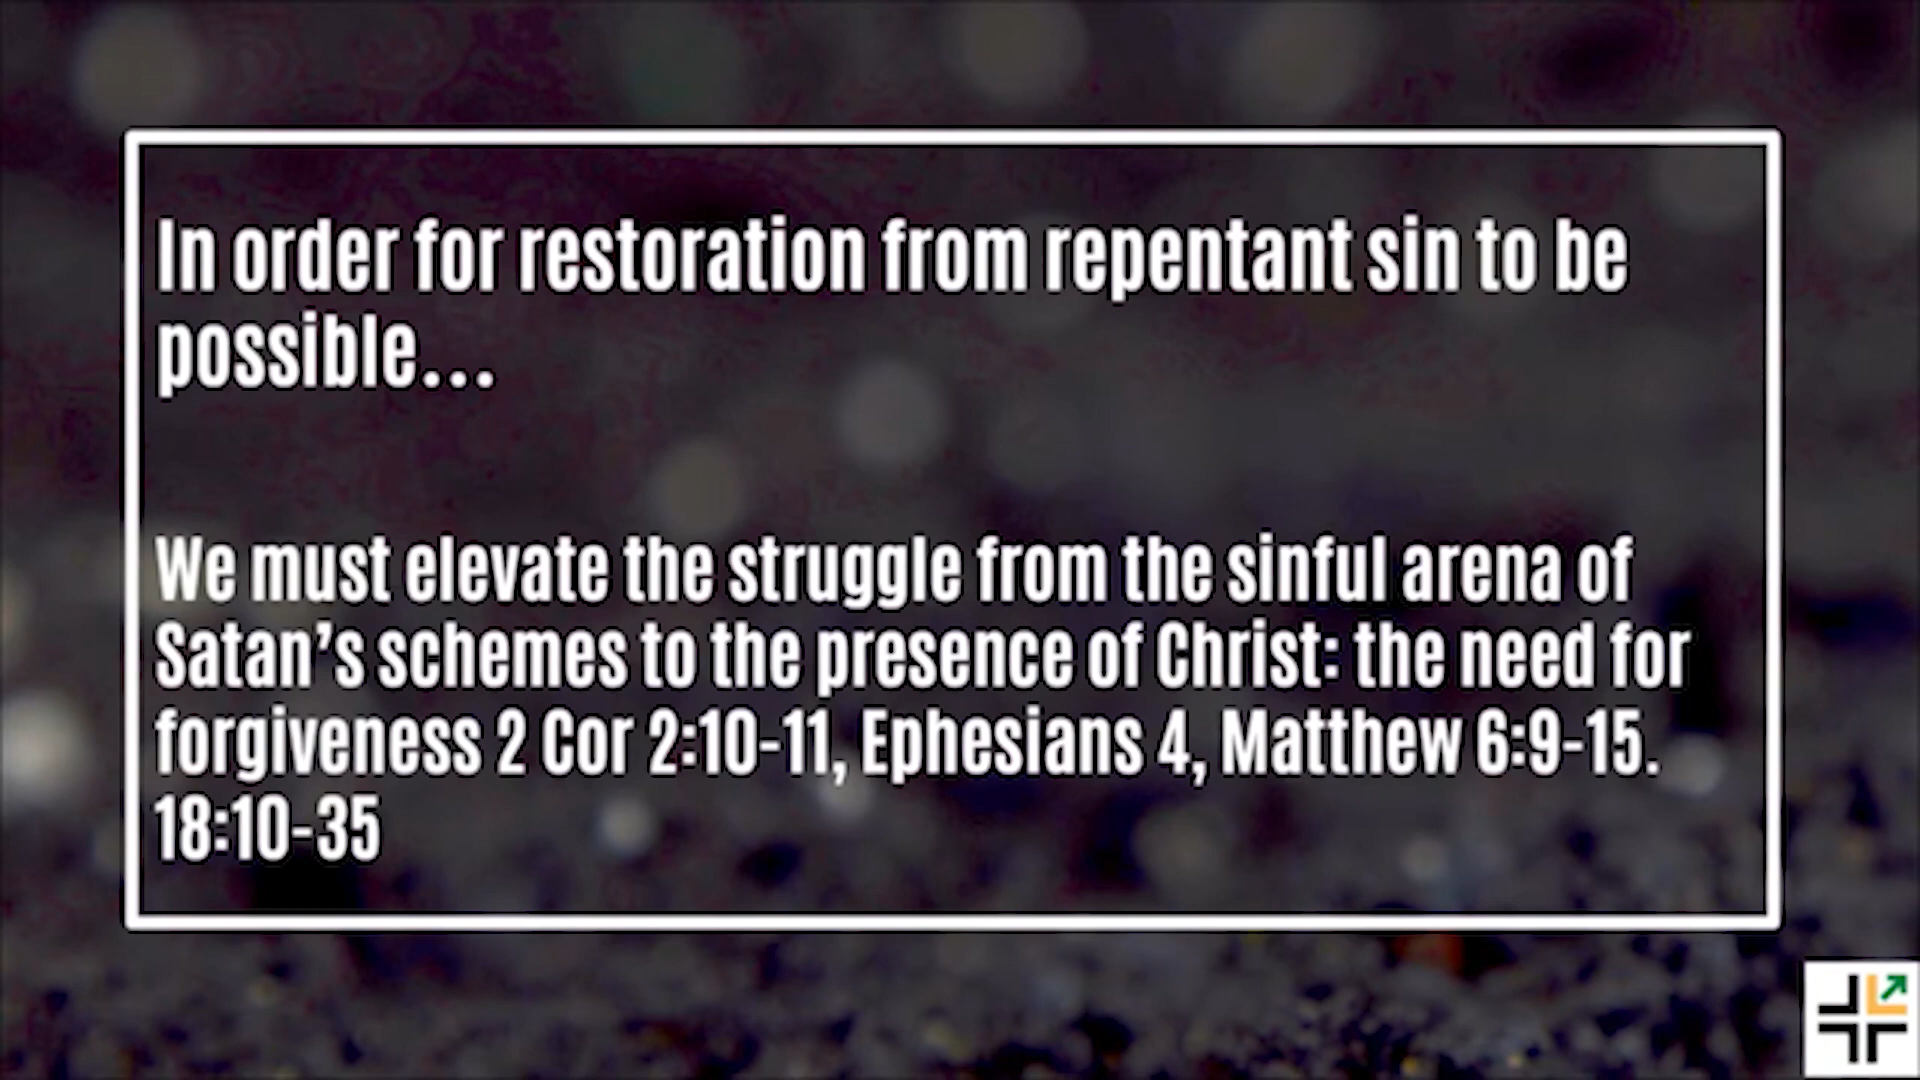 In order for restoration from repentant sin to be
possible...
We must elevate the struggle from the sinful arena of
Satan’s schemes to the presence of Christ: the need for
forgiveness 2 Cor 2:10-11, Ephesians 4, Matthew 6:9-15.
18:10-35